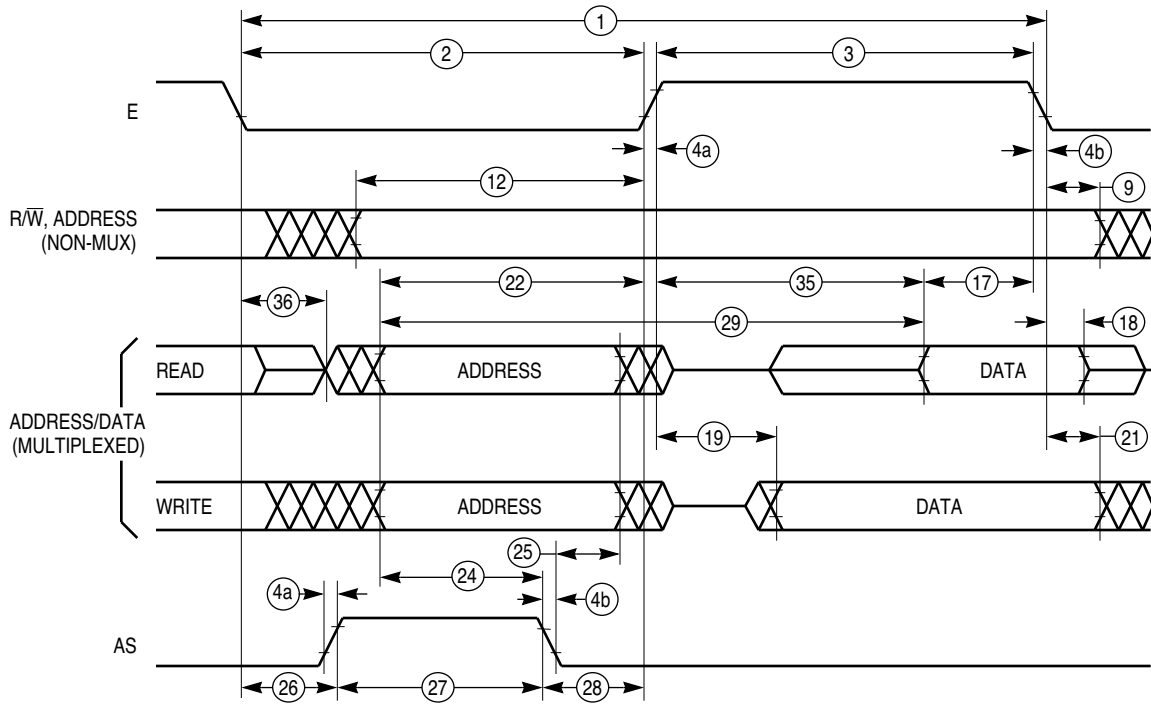 1
2
3
E
4a
4b
12
9
R/W̅, ADDRESS
(NON-MUX)
22
35
17
36
29
18
READ
ADDRESS
DATA
ADDRESS/DATA
(MULTIPLEXED)
19
21
WRITE
ADDRESS
DATA
25
24
4a
4b
AS
26
27
28